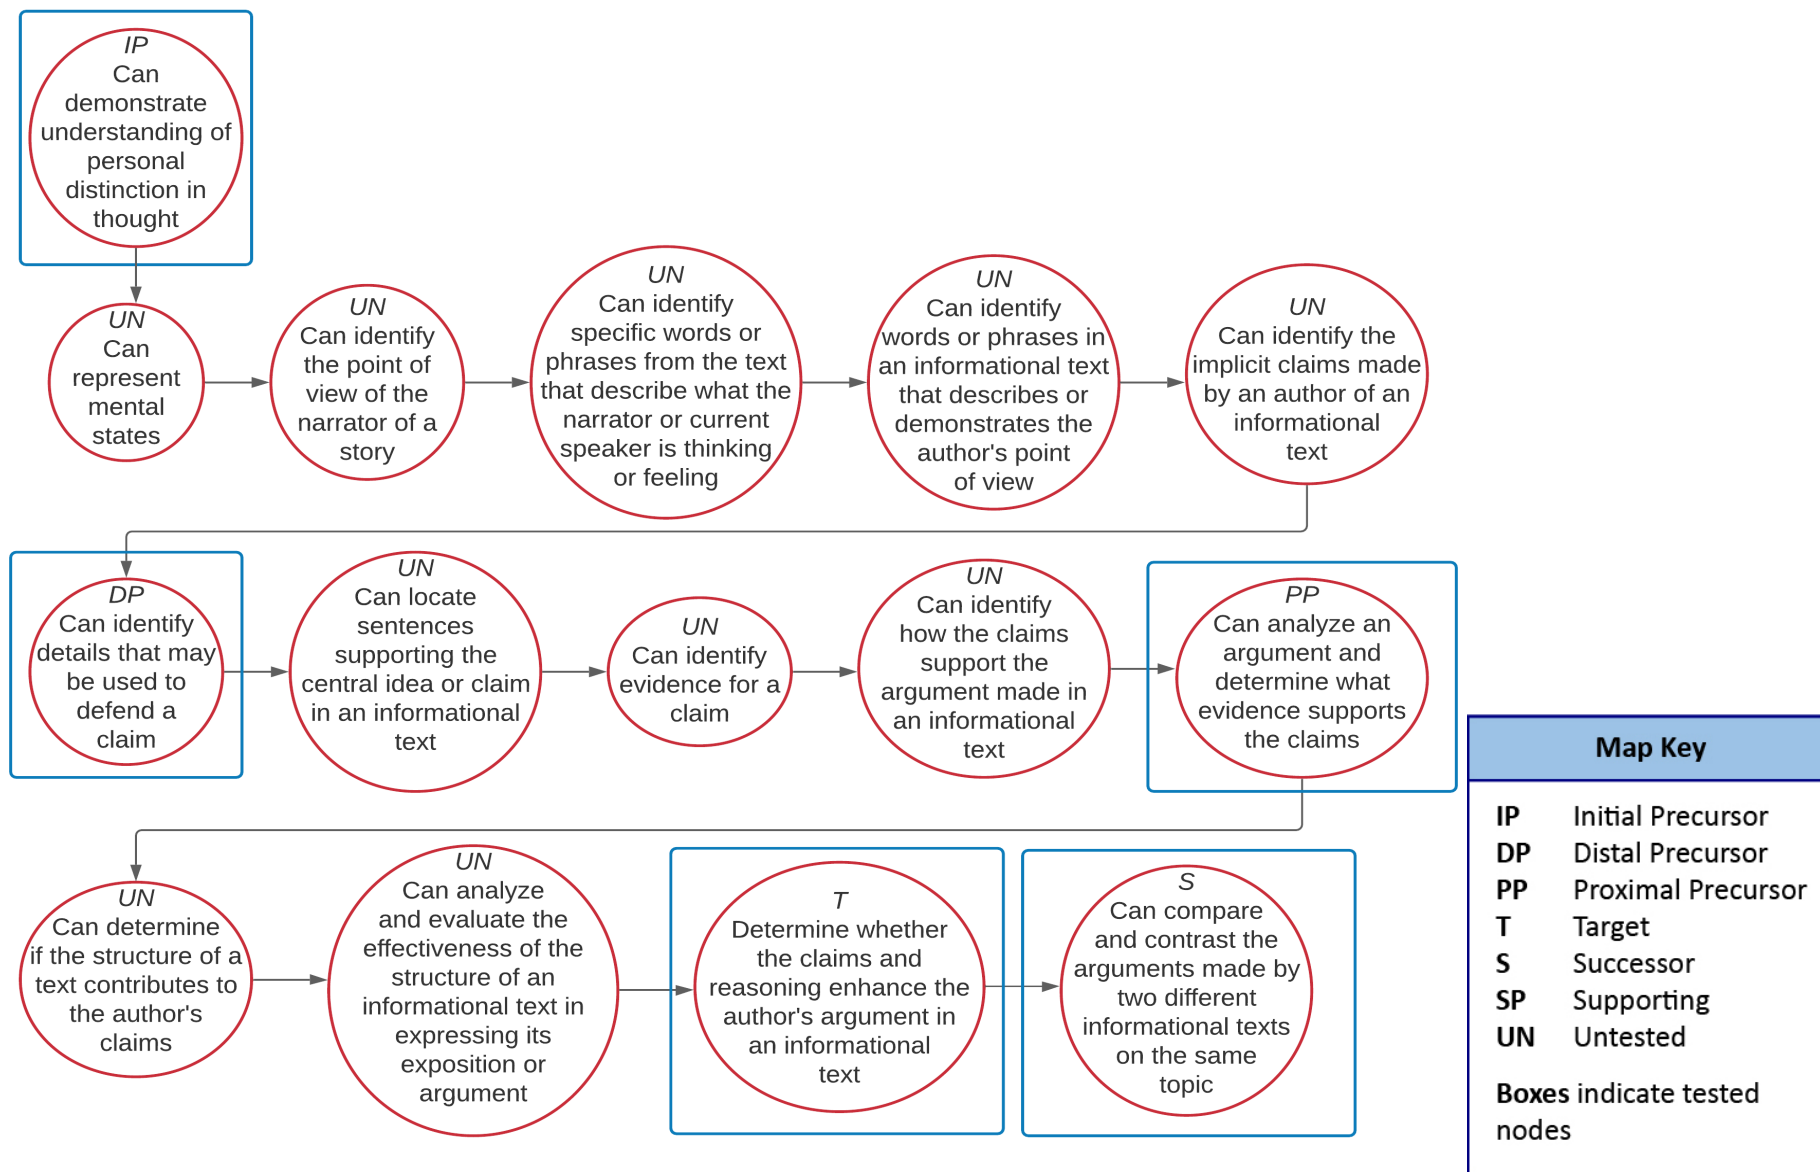 IP
Can
demonstrate
understanding of
personal
distinction in
thought
UN
Can
represent
mental
states
UN
Can identify
the point of
view of the
narrator of a
story
UN
Can identify
specific words or
phrases from the text
that describe what the
narrator or current
speaker is thinking
or feeling
UN
Can identify
words or phrases in
an informational text
that describes or
demonstrates the
author's point
of view
UN
Can identify the
implicit claims made
by an author of an
informational
text
DP
Can identify
details that may
be used to
defend a
claim
UN
Can locate
sentences
supporting the
central idea or claim
in an informational
text
UN
Can identify
evidence for a
claim
UN
Can identify
how the claims
support the
argument made in
an informational
text
PP
Can analyze an
argument and
determine what
evidence supports
the claims
UN
Can determine
if the structure of a
text contributes to
the author's
claims
UN
Can analyze
and evaluate the
effectiveness of the
structure of an
informational text in
expressing its
exposition or
argument
T
Determine whether
the claims and
reasoning enhance the
author's argument in
an informational
text
S
Can compare
and contrast the
arguments made by
two different
informational texts
on the same
topic
Map Key
IP Initial Precursor
DP Distal Precursor
PP Proximal Precursor
T Target
S Successor
SP Supporting
UN Untested
Boxes indicate tested
nodes